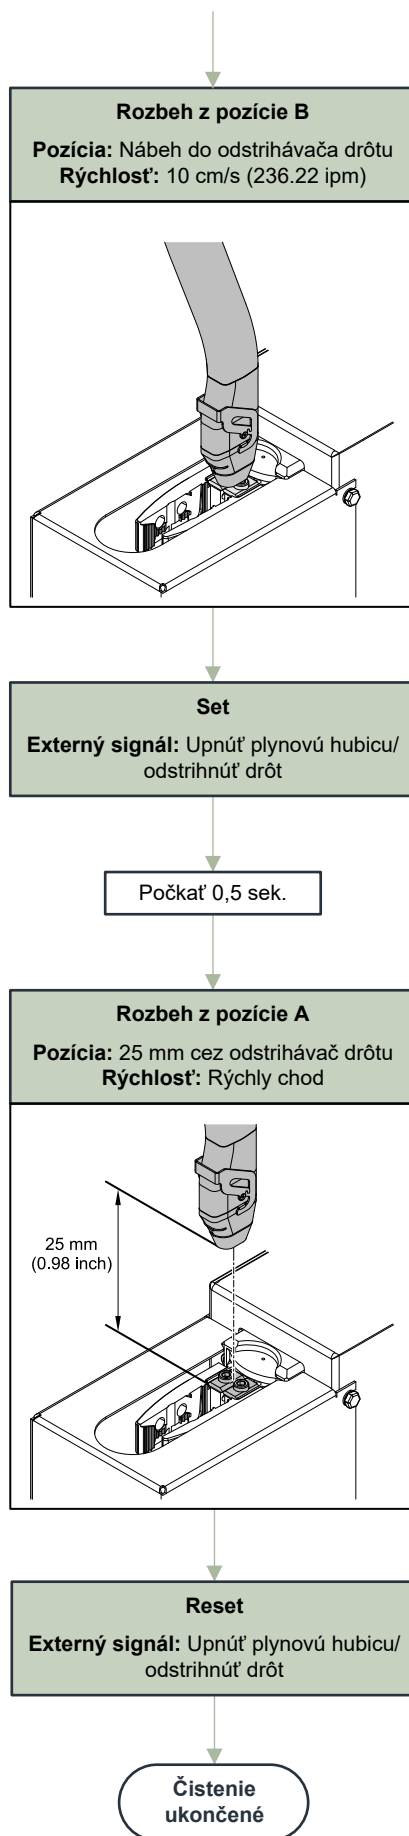 Rozbeh z pozície B
Pozícia: Nábeh do odstrihávača drôtu
Rýchlosť: 10 cm/s (236.22 ipm)
Set
Externý signál: Upnúť plynovú hubicu/
odstrihnúť drôt
Počkať 0,5 sek.
Rozbeh z pozície A
Pozícia: 25 mm cez odstrihávač drôtu
Rýchlosť: Rýchly chod
25 mm
(0.98 inch)
Reset
Externý signál: Upnúť plynovú hubicu/
odstrihnúť drôt
Čistenie
ukončené